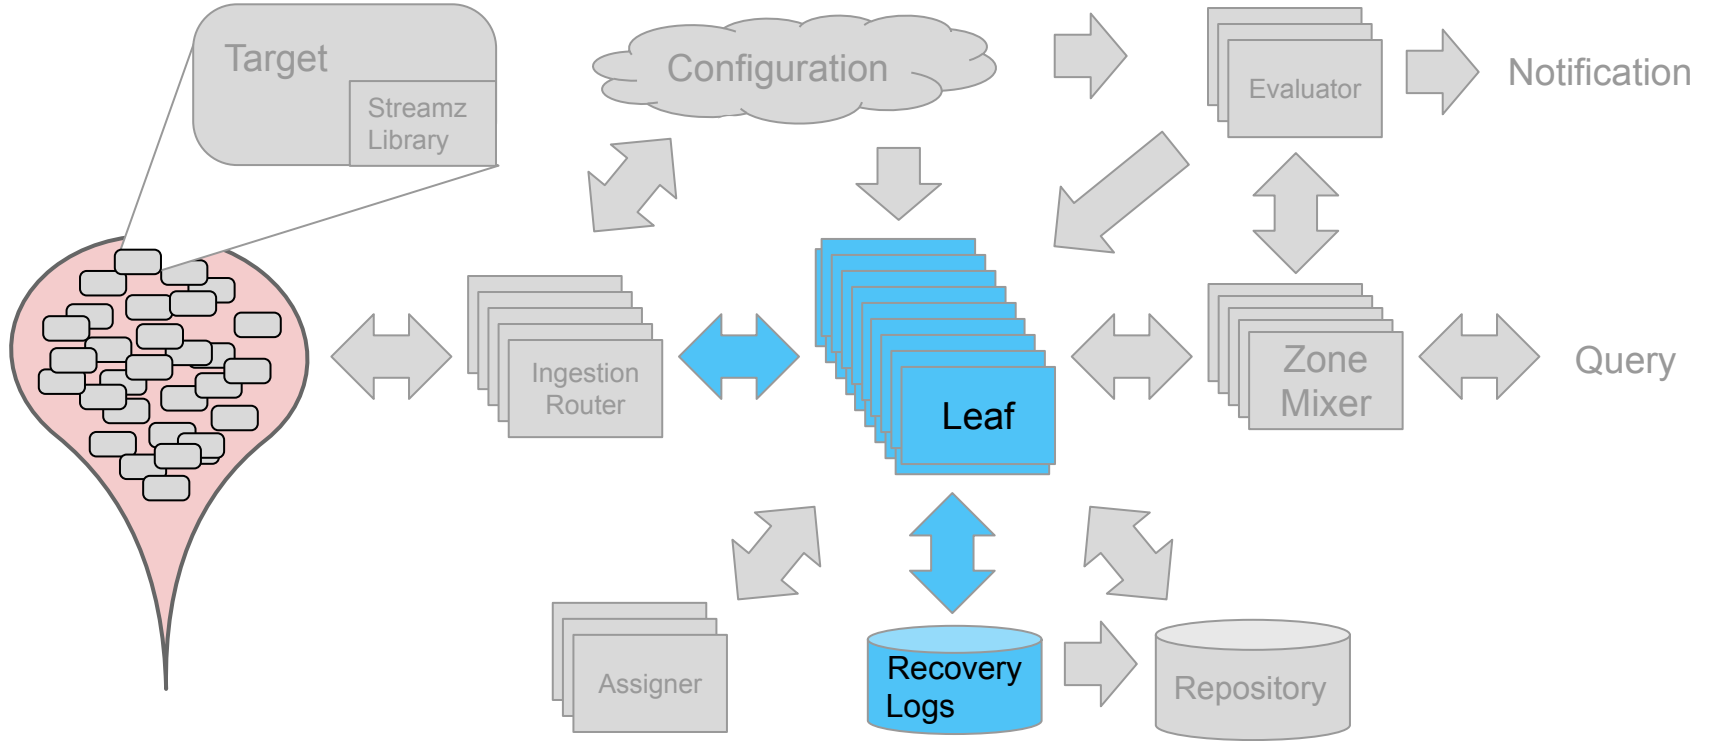 Target
Streamz
Library
Configuration
Evaluator
Notification
Ingestion
Router
Leaf
Zone
Mixer
Query
Assigner
Recovery
Logs
Repository